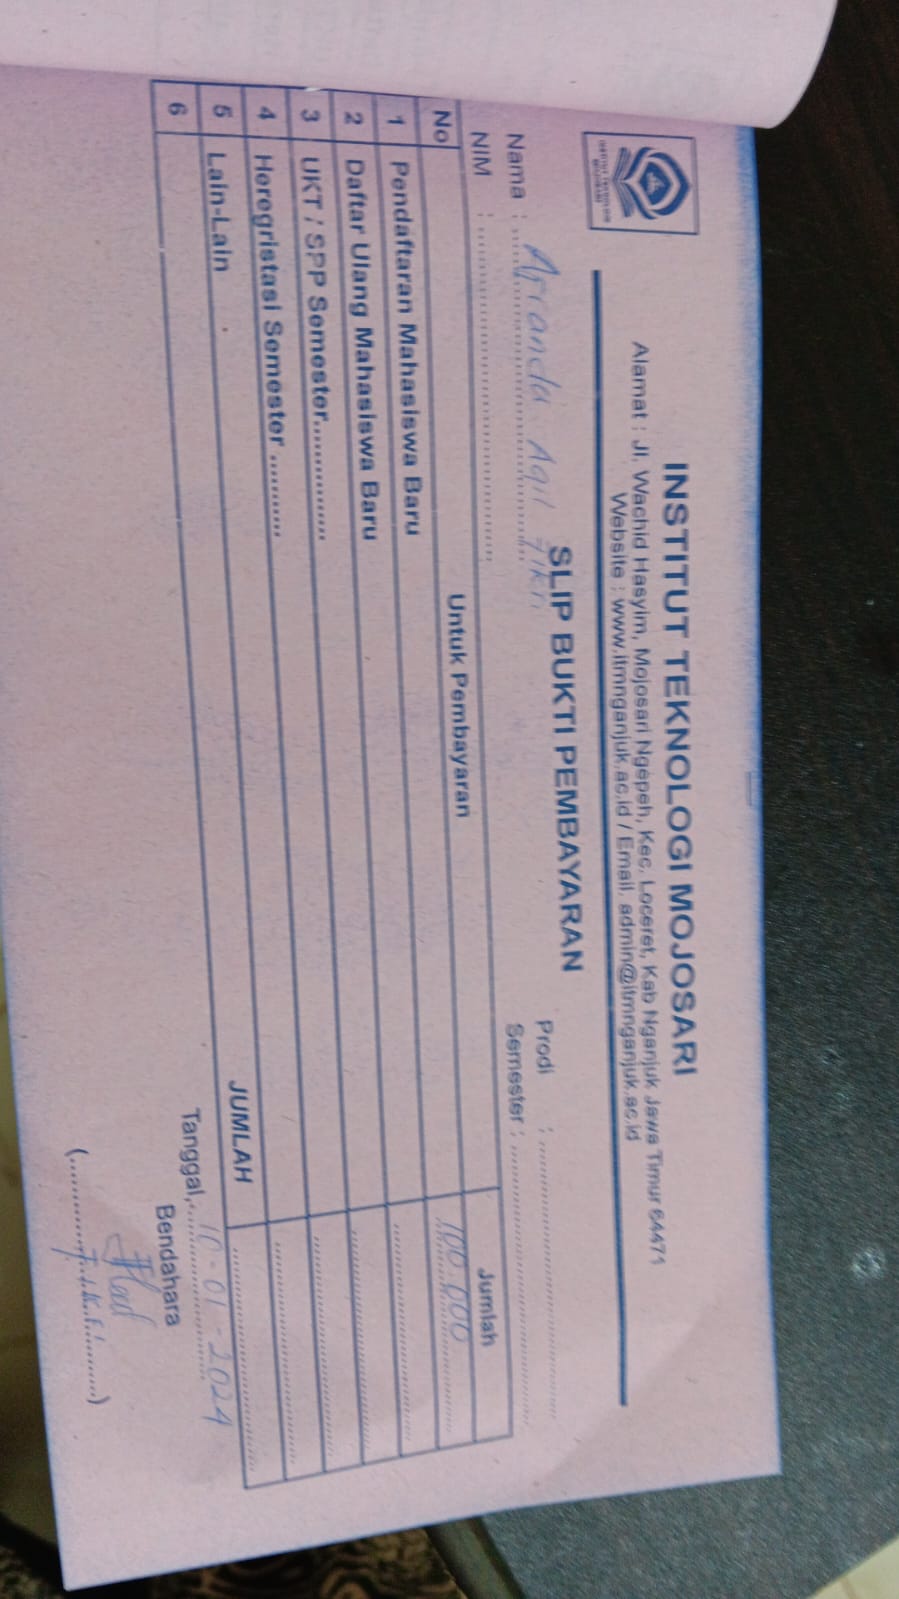 INSTITUT TEKNOLOGI MOJOSARI
Alamat : Jl. Wachid Hasyim, Mojosari Ngepeh, Kec. Loceret, Kab Nganjuk Jawa Timur 64471
Website : www.itmnganjuk.ac.id / Email. admin@itmnganjuk.ac.id
SLIP BUKTI PEMBAYARAN
Nama : Arianda Aqil Fikri
Prodi :
NIM :
Semester :
No Untuk Pembayaran Jumlah
1 Pendaftaran Mahasiswa Baru 100.000
2 Daftar Ulang Mahasiswa Baru
3 UKT / SPP Semester..............
4 Heregristasi Semester ...........
5 Lain-Lain
6
JUMLAH
Tanggal, 10-01-2024
Bendahara